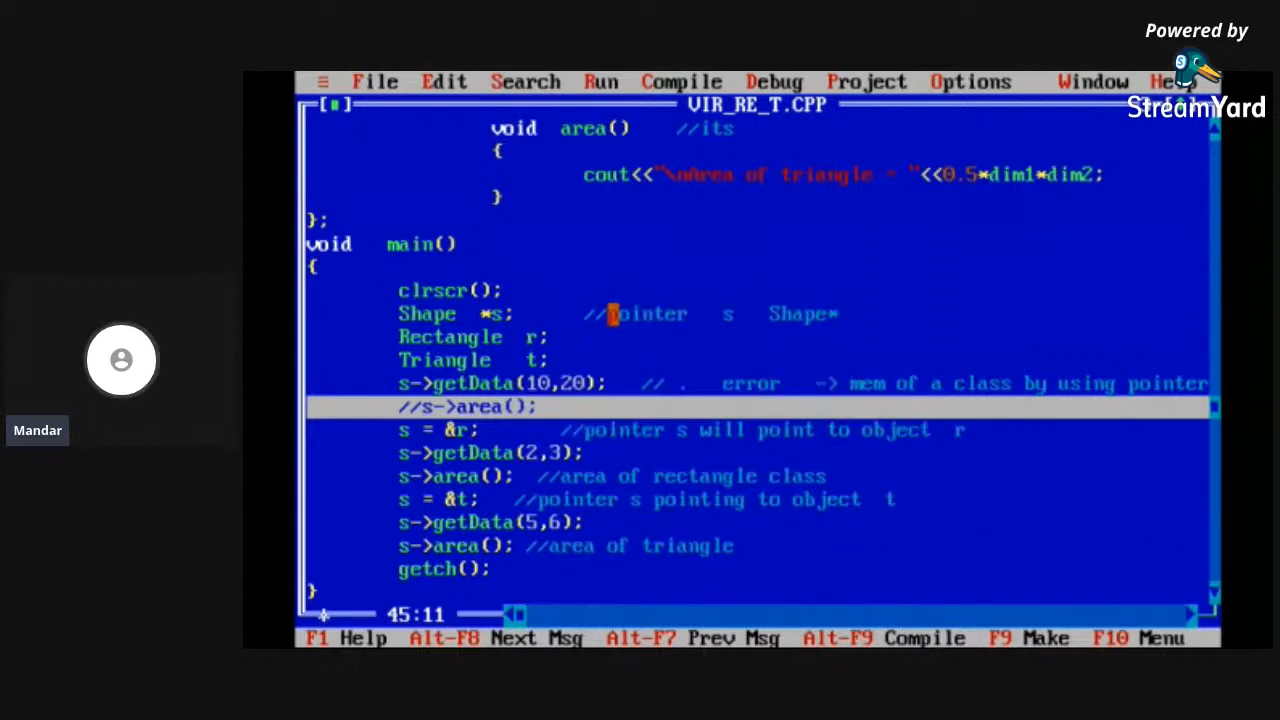 Powered by
StreamYard
File Edit Search Run Compile Debug Project Options Window Help
VIR_RE_T.CPP
void area() //its
{
cout<<"\nArea of triangle = "<<0.5*dim1*dim2;
}
};
void main()
{
clrscr();
Shape *s; //pointer s Shape*
Rectangle r;
Triangle t;
s->getData(10,20); // . error -> mem of a class by using pointer
//s->area();
s = &r; //pointer s will point to object r
s->getData(2,3);
s->area(); //area of rectangle class
s = &t; //pointer s pointing to object t
s->getData(5,6);
s->area(); //area of triangle
getch();
}
45:11
F1 Help Alt-F8 Next Msg Alt-F7 Prev Msg Alt-F9 Compile F9 Make F10 Menu
Mandar